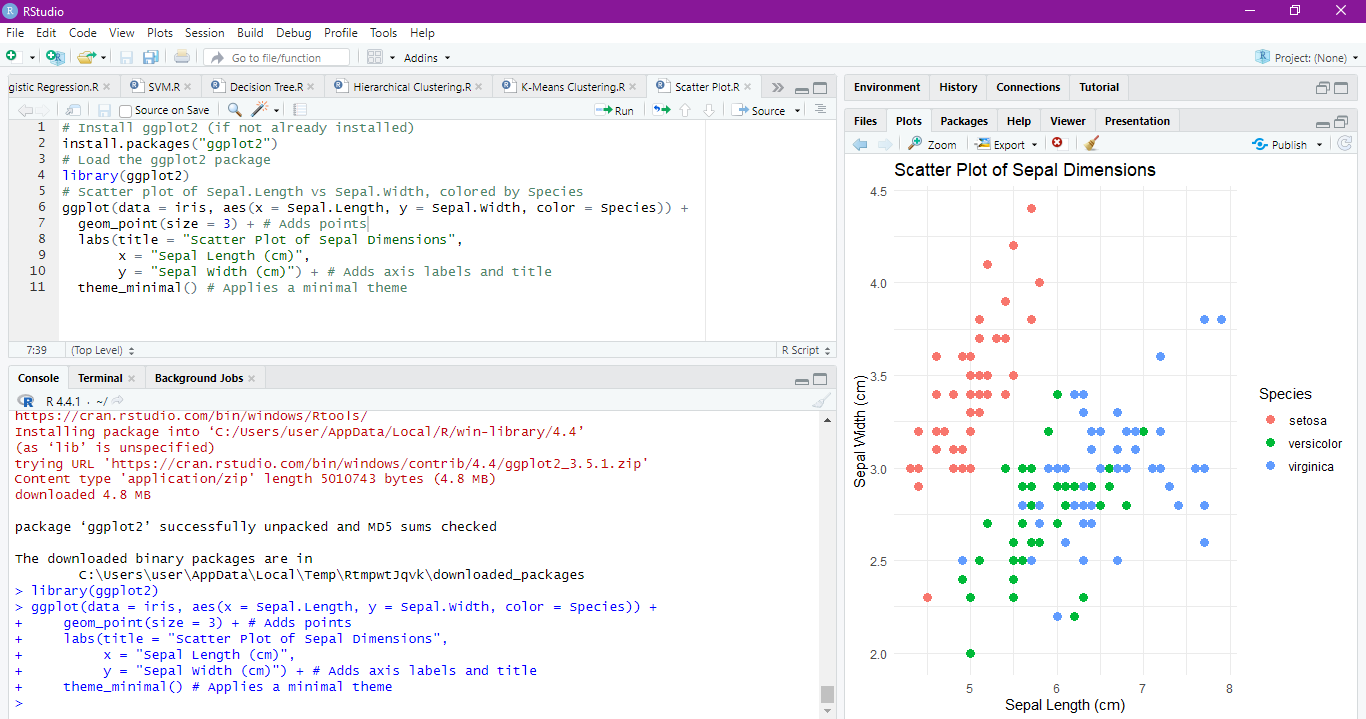 RStudio
File Edit Code View Plots Session Build Debug Profile Tools Help
Go to file/function Addins Project: (None)
gistic Regression.R SVM.R Decision Tree.R Hierarchical Clustering.R K-Means Clustering.R Scatter Plot.R
Source on Save Run Source
1 # Install ggplot2 (if not already installed)
2 install.packages("ggplot2")
3 # Load the ggplot2 package
4 library(ggplot2)
5 # Scatter plot of Sepal.Length vs Sepal.Width, colored by Species
6 ggplot(data = iris, aes(x = Sepal.Length, y = Sepal.Width, color = Species)) +
7 geom_point(size = 3) + # Adds points
8 labs(title = "Scatter Plot of Sepal Dimensions",
9 x = "Sepal Length (cm)",
10 y = "Sepal Width (cm)") + # Adds axis labels and title
11 theme_minimal() # Applies a minimal theme
7:39 (Top Level) R Script
Console Terminal Background Jobs
R 4.4.1 · ~/
https://cran.rstudio.com/bin/windows/Rtools/
Installing package into ‘C:/Users/user/AppData/Local/R/win-library/4.4’
(as ‘lib’ is unspecified)
trying URL 'https://cran.rstudio.com/bin/windows/contrib/4.4/ggplot2_3.5.1.zip'
Content type 'application/zip' length 5010743 bytes (4.8 MB)
downloaded 4.8 MB
package ‘ggplot2’ successfully unpacked and MD5 sums checked
The downloaded binary packages are in
C:\Users\user\AppData\Local\Temp\RtmpwtJqvk\downloaded_packages
> library(ggplot2)
> ggplot(data = iris, aes(x = Sepal.Length, y = Sepal.Width, color = Species)) +
+ geom_point(size = 3) + # Adds points
+ labs(title = "Scatter Plot of Sepal Dimensions",
+ x = "Sepal Length (cm)",
+ y = "Sepal Width (cm)") + # Adds axis labels and title
+ theme_minimal() # Applies a minimal theme
>
Environment History Connections Tutorial
Files Plots Packages Help Viewer Presentation
Zoom Export Publish
Scatter Plot of Sepal Dimensions
4.5
4.0
3.5
3.0
2.5
2.0
Sepal Width (cm)
5 6 7 8
Sepal Length (cm)
Species
setosa
versicolor
virginica